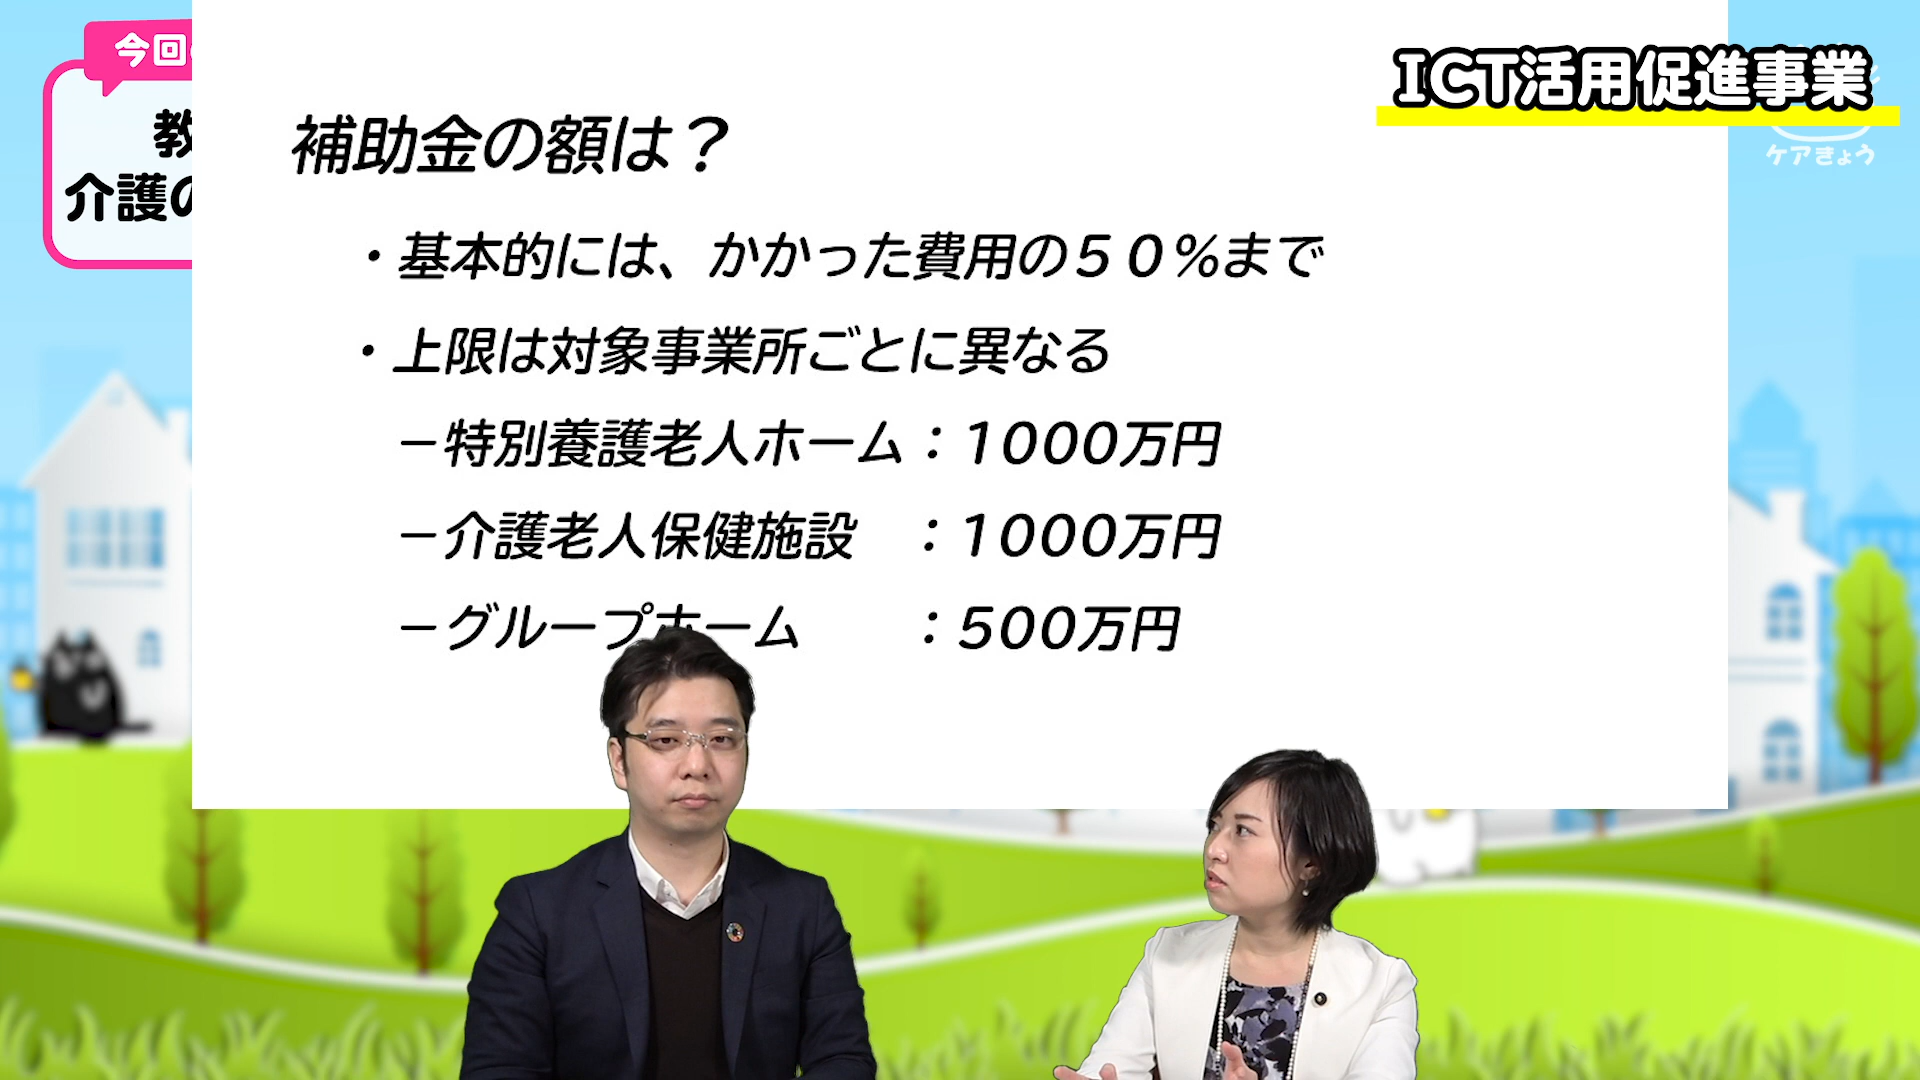 今回
教
介護の
ICT活用促進事業
ケアきょう
補助金の額は？
・基本的には、かかった費用の５０％まで
・上限は対象事業所ごとに異なる
－特別養護老人ホーム：1000万円
－介護老人保健施設　：1000万円
－グループホーム　　：500万円